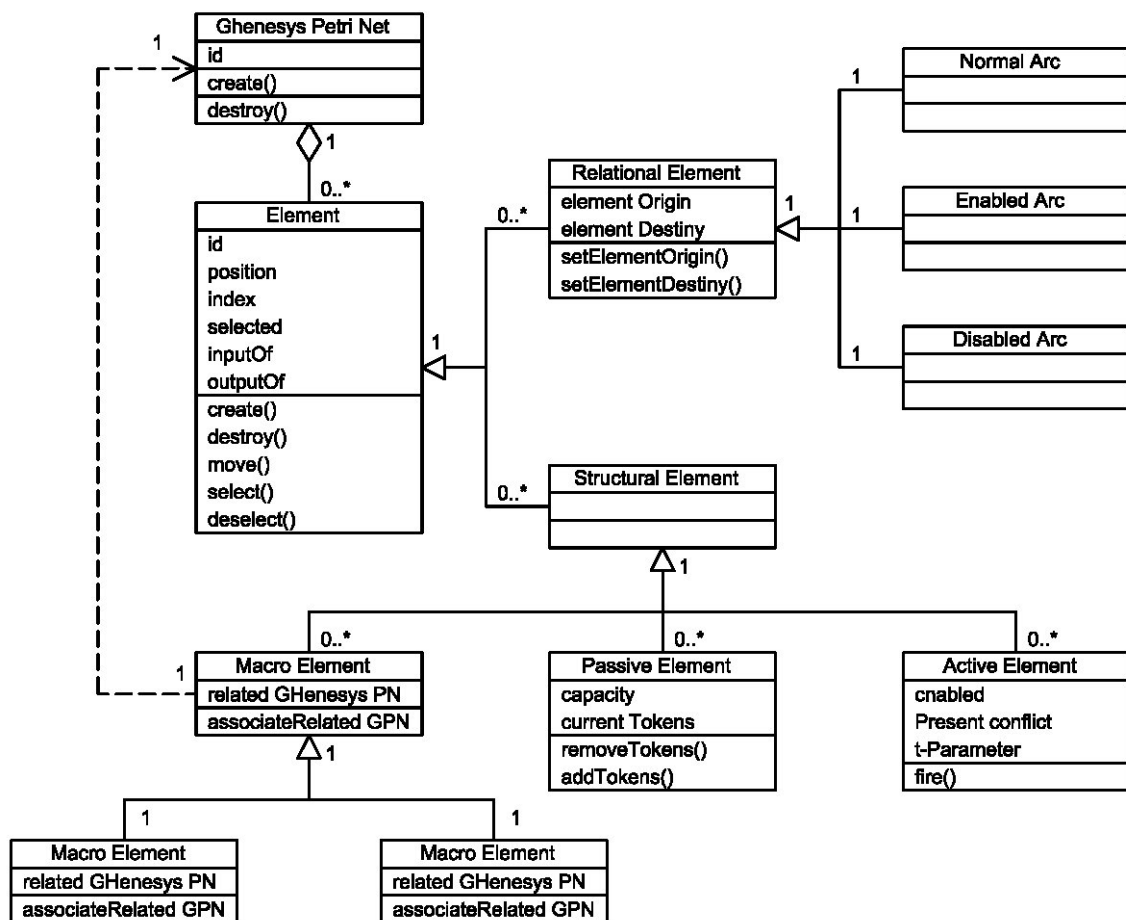 Ghenesys Petri Net
id
create()
destroy()
1
1
0..*
Element
id
position
index
selected
inputOf
outputOf
create()
destroy()
move()
select()
deselect()
1
0..*
Relational Element
element Origin
element Destiny
setElementOrigin()
setElementDestiny()
1
1
Normal Arc
1
Enabled Arc
1
Disabled Arc
0..*
Structural Element
1
0..*
0..*
0..*
1
Macro Element
related GHenesys PN
associateRelated GPN
Passive Element
capacity
current Tokens
removeTokens()
addTokens()
Active Element
cnabled
Present conflict
t-Parameter
fire()
1
1
1
Macro Element
related GHenesys PN
associateRelated GPN
Macro Element
related GHenesys PN
associateRelated GPN